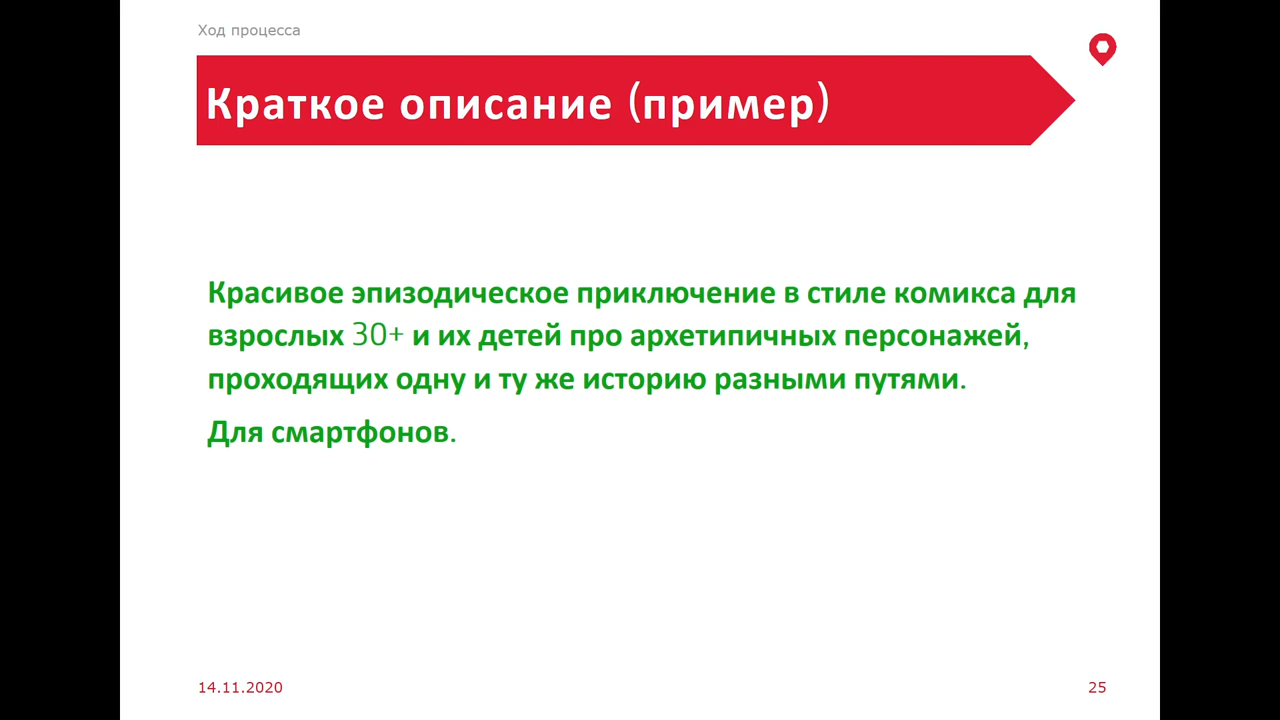 Ход процесса
Краткое описание (пример)
Красивое эпизодическое приключение в стиле комикса для
взрослых 30+ и их детей про архетипичных персонажей,
проходящих одну и ту же историю разными путями.
Для смартфонов.
14.11.2020
25